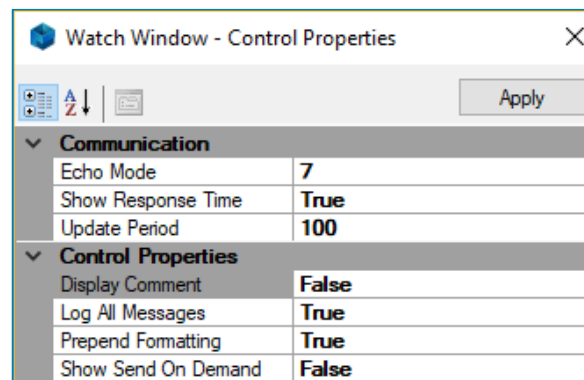 Watch Window - Control Properties
Apply
Communication
Echo Mode 7
Show Response Time True
Update Period 100
Control Properties
Display Comment False
Log All Messages True
Prepend Formatting True
Show Send On Demand False